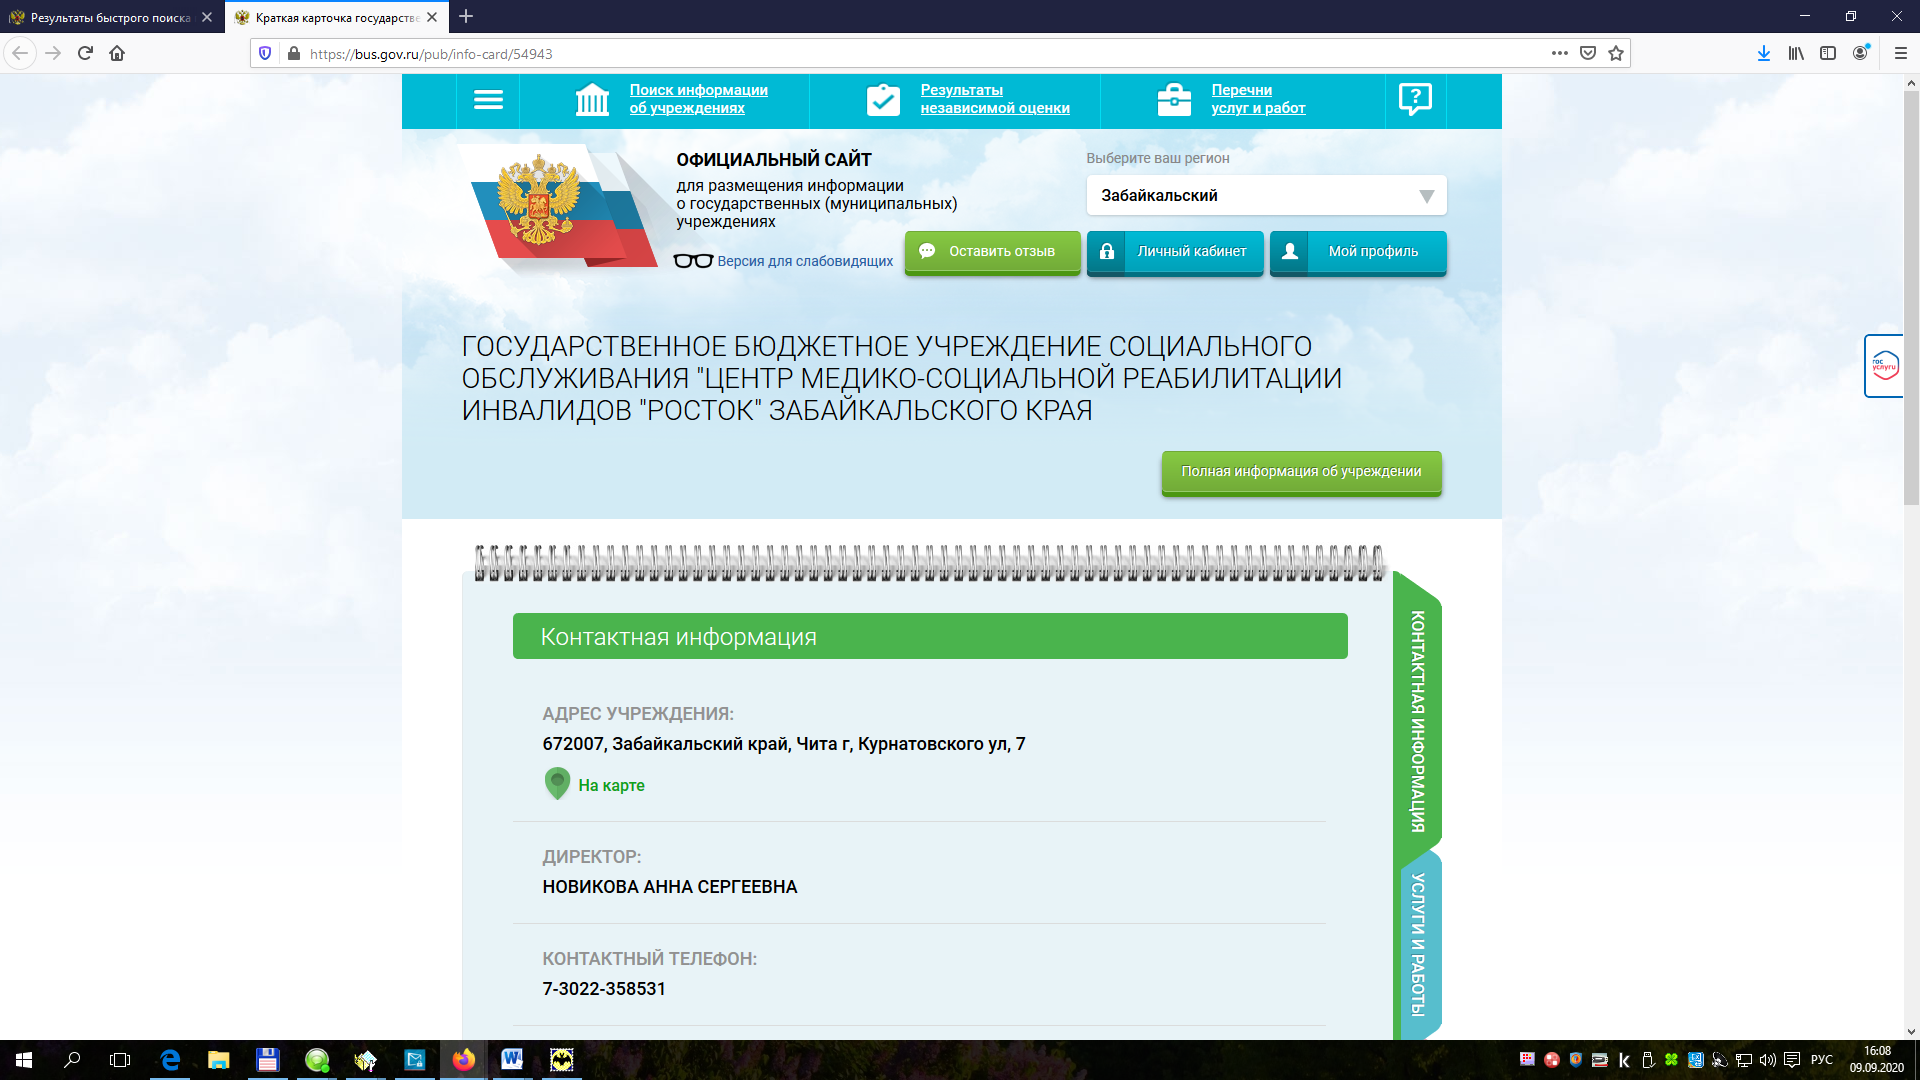 Результаты быстрого поиска
Краткая карточка государстве
https://bus.gov.ru/pub/info-card/54943
Поиск информации
об учреждениях
Результаты
независимой оценки
Перечни
услуг и работ
ОФИЦИАЛЬНЫЙ САЙТ
для размещения информации
о государственных (муниципальных)
учреждениях
Версия для слабовидящих
Выберите ваш регион
Забайкальский
Оставить отзыв
Личный кабинет
Мой профиль
гос
услуги
ГОСУДАРСТВЕННОЕ БЮДЖЕТНОЕ УЧРЕЖДЕНИЕ СОЦИАЛЬНОГО
ОБСЛУЖИВАНИЯ "ЦЕНТР МЕДИКО-СОЦИАЛЬНОЙ РЕАБИЛИТАЦИИ
ИНВАЛИДОВ "РОСТОК" ЗАБАЙКАЛЬСКОГО КРАЯ
Полная информация об учреждении
Контактная информация
АДРЕС УЧРЕЖДЕНИЯ:
672007, Забайкальский край, Чита г, Курнатовского ул, 7
На карте
ДИРЕКТОР:
НОВИКОВА АННА СЕРГЕЕВНА
КОНТАКТНЫЙ ТЕЛЕФОН:
7-3022-358531
КОНТАКТНАЯ ИНФОРМАЦИЯ
УСЛУГИ И РАБОТЫ
РУС
16:08
09.09.2020